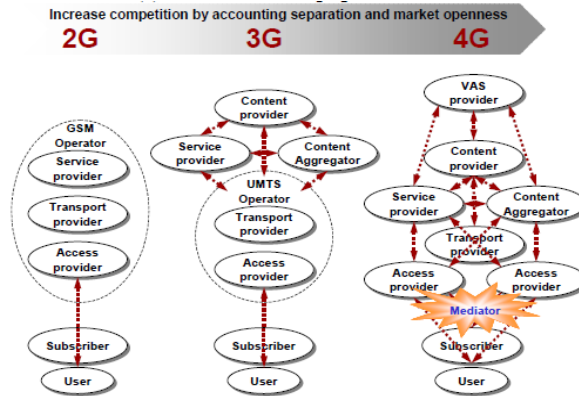 Increase competition by accounting separation and market openness
2G
3G
4G
GSM
Operator
Service
provider
Transport
provider
Access
provider
Subscriber
User
Content
provider
Service
provider
Content
Aggregator
UMTS
Operator
Transport
provider
Access
provider
Subscriber
User
VAS
provider
Content
provider
Service
provider
Content
Aggregator
Transport
provider
Access
provider
Access
provider
Mediator
Subscriber
User